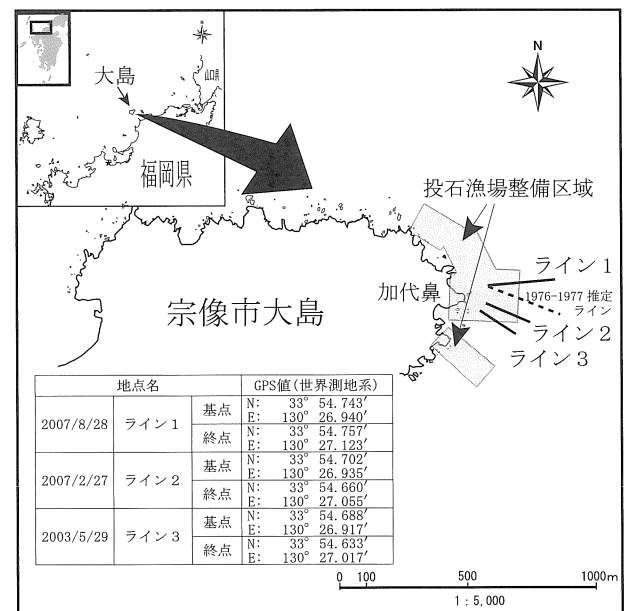 N
山口県
大島
福岡県
N
投石漁場整備区域
ライン1
加代鼻
1976-1977 推定
ライン
宗像市大島
ライン2
ライン3
地点名 GPS値(世界測地系)
2007/8/28 ライン1 基点 N: 33° 54.743′
E: 130° 26.940′
終点 N: 33° 54.757′
E: 130° 27.123′
2007/2/27 ライン2 基点 N: 33° 54.702′
E: 130° 26.935′
終点 N: 33° 54.660′
E: 130° 27.055′
2003/5/29 ライン3 基点 N: 33° 54.688′
E: 130° 26.917′
終点 N: 33° 54.633′
E: 130° 27.017′
0 100 500 1000m
1:5,000